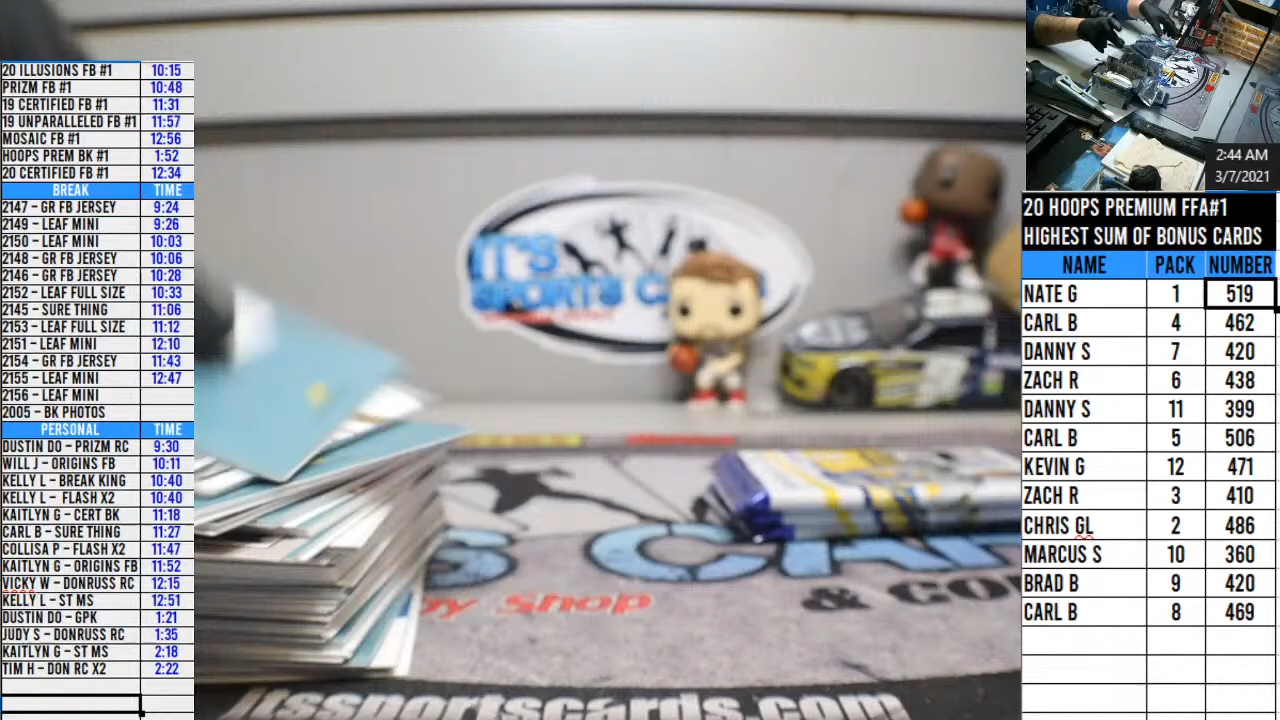 20 ILLUSIONS FB #1 10:15
PRIZM FB #1 10:48
19 CERTIFIED FB #1 11:31
19 UNPARALLELED FB #1 11:57
MOSAIC FB #1 12:56
HOOPS PREM BK #1 1:52
20 CERTIFIED FB #1 12:34
BREAK TIME
2147 – GR FB JERSEY 9:24
2149 – LEAF MINI 9:26
2150 – LEAF MINI 10:03
2148 – GR FB JERSEY 10:06
2146 – GR FB JERSEY 10:28
2152 – LEAF FULL SIZE 10:33
2145 – SURE THING 11:06
2153 – LEAF FULL SIZE 11:12
2151 – LEAF MINI 12:10
2154 – GR FB JERSEY 11:43
2155 – LEAF MINI 12:47
2156 – LEAF MINI
2005 – BK PHOTOS
PERSONAL TIME
DUSTIN DO – PRIZM RC 9:30
WILL J – ORIGINS FB 10:11
KELLY L – BREAK KING 10:40
KELLY L – FLASH X2 10:40
KAITLYN G – CERT BK 11:18
CARL B – SURE THING 11:27
COLLISA P – FLASH X2 11:47
KAITLYN G – ORIGINS FB 11:52
VICKY W – DONRUSS RC 12:15
KELLY L – ST MS 12:51
DUSTIN DO – GPK 1:21
JUDY S – DONRUSS RC 1:35
KAITLYN G – ST MS 2:18
TIM H – DON RC X2 2:22
IT'S
SPORTS C
S CAR
by Shop
& CO
itssportscards.com
2:44 AM
3/7/2021
20 HOOPS PREMIUM FFA#1
HIGHEST SUM OF BONUS CARDS
NAME PACK NUMBER
NATE G 1 519
CARL B 4 462
DANNY S 7 420
ZACH R 6 438
DANNY S 11 399
CARL B 5 506
KEVIN G 12 471
ZACH R 3 410
CHRIS GL 2 486
MARCUS S 10 360
BRAD B 9 420
CARL B 8 469